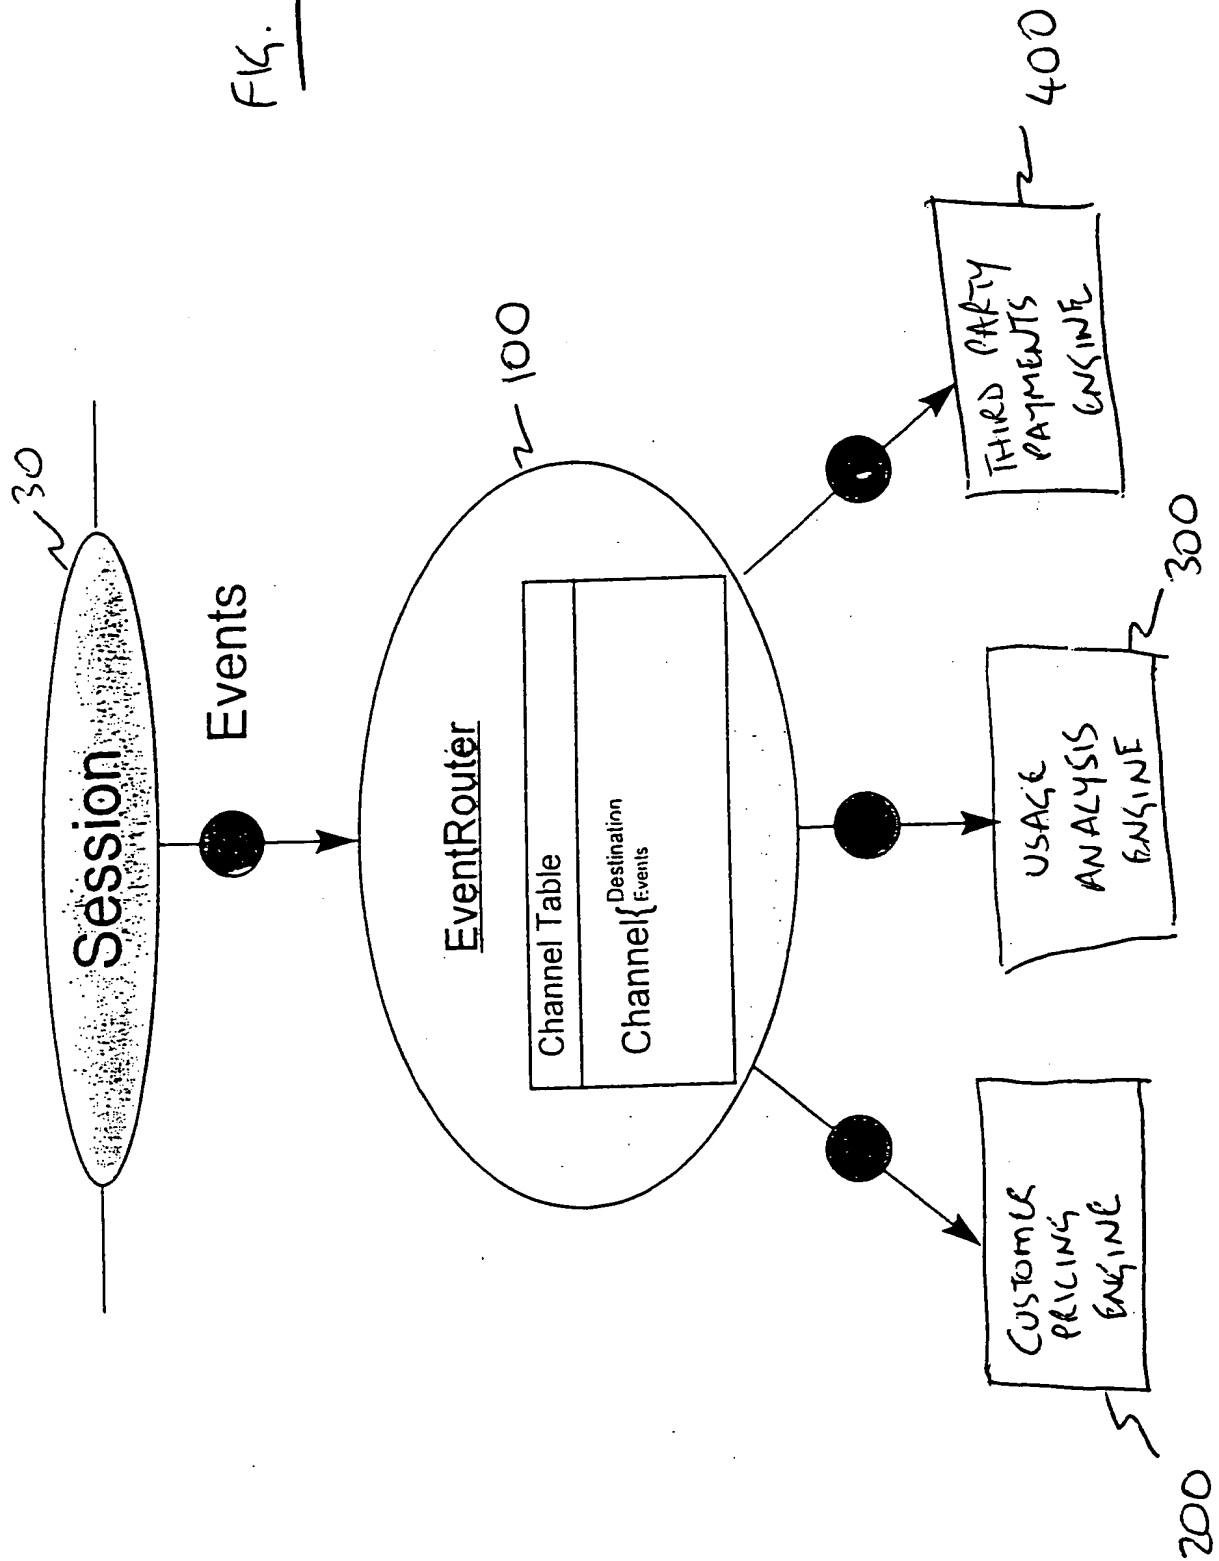 FIG.
30
Session
Events
100
EventRouter
Channel Table
Channel{Destination
Events
CUSTOMER
PRICING
ENGINE
USAGE
ANALYSIS
ENGINE
THIRD PARTY
PAYMENTS
ENGINE
200
300
400